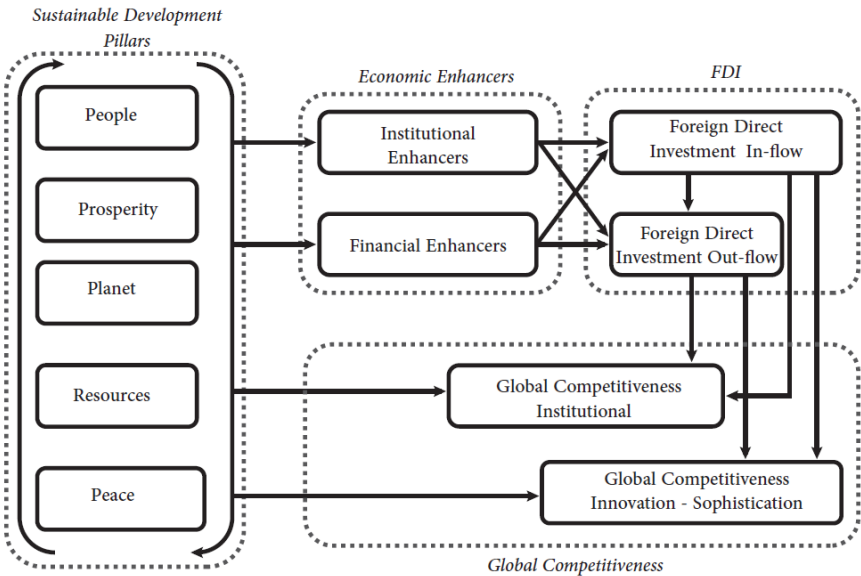 Sustainable Development
Pillars
People
Prosperity
Planet
Resources
Peace
Economic Enhancers
Institutional
Enhancers
Financial Enhancers
FDI
Foreign Direct
Investment In-flow
Foreign Direct
Investment Out-flow
Global Competitiveness
Institutional
Global Competitiveness
Innovation - Sophistication
Global Competitiveness